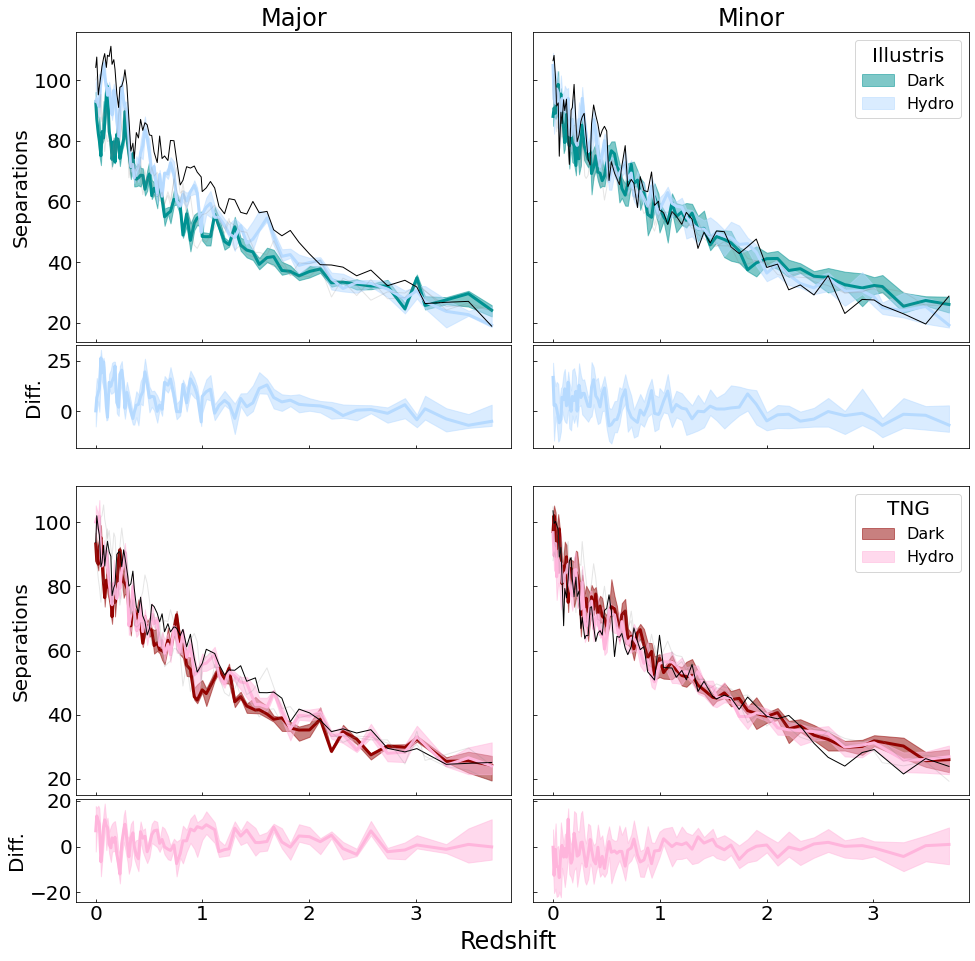 Major
Minor
Separations
100
80
60
40
20
Illustris
Dark
Hydro
Diff.
25
0
Separations
100
80
60
40
20
TNG
Dark
Hydro
Diff.
20
0
−20
0 1 2 3
0 1 2 3
Redshift